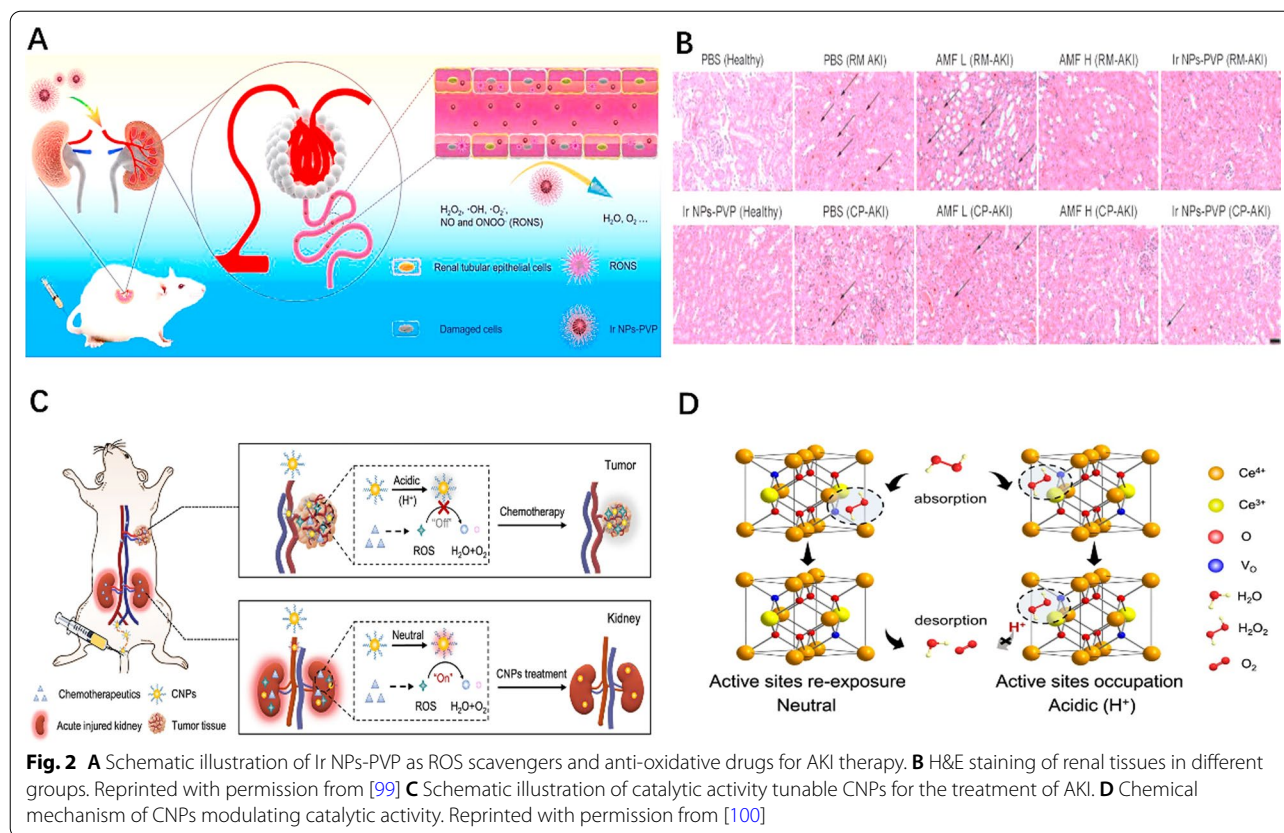 A
H₂O₂, ·OH, ·O₂⁻,
NO and ONOO⁻ (RONS)
H₂O, O₂ ...
Renal tubular epithelial cells
RONS
Damaged cells
Ir NPs-PVP
B
PBS (Healthy)
PBS (RM AKI)
AMF L (RM-AKI)
AMF H (RM-AKI)
Ir NPs-PVP (RM-AKI)
Ir NPs-PVP (Healthy)
PBS (CP-AKI)
AMF L (CP-AKI)
AMF H (CP-AKI)
Ir NPs-PVP (CP-AKI)
C
Tumor
Acidic
(H⁺)
"Off"
ROS
H₂O+O₂
Chemotherapy
Kidney
Neutral
"On"
ROS
H₂O+O₂
CNPs treatment
Chemotherapeutics
CNPs
Acute injured kidney
Tumor tissue
D
absorption
desorption
H⁺
Active sites re-exposure
Neutral
Active sites occupation
Acidic (H⁺)
Ce⁴⁺
Ce³⁺
O
V_O
H₂O
H₂O₂
O₂
Fig. 2 A Schematic illustration of Ir NPs-PVP as ROS scavengers and anti-oxidative drugs for AKI therapy. B H&E staining of renal tissues in different
groups. Reprinted with permission from [99] C Schematic illustration of catalytic activity tunable CNPs for the treatment of AKI. D Chemical
mechanism of CNPs modulating catalytic activity. Reprinted with permission from [100]